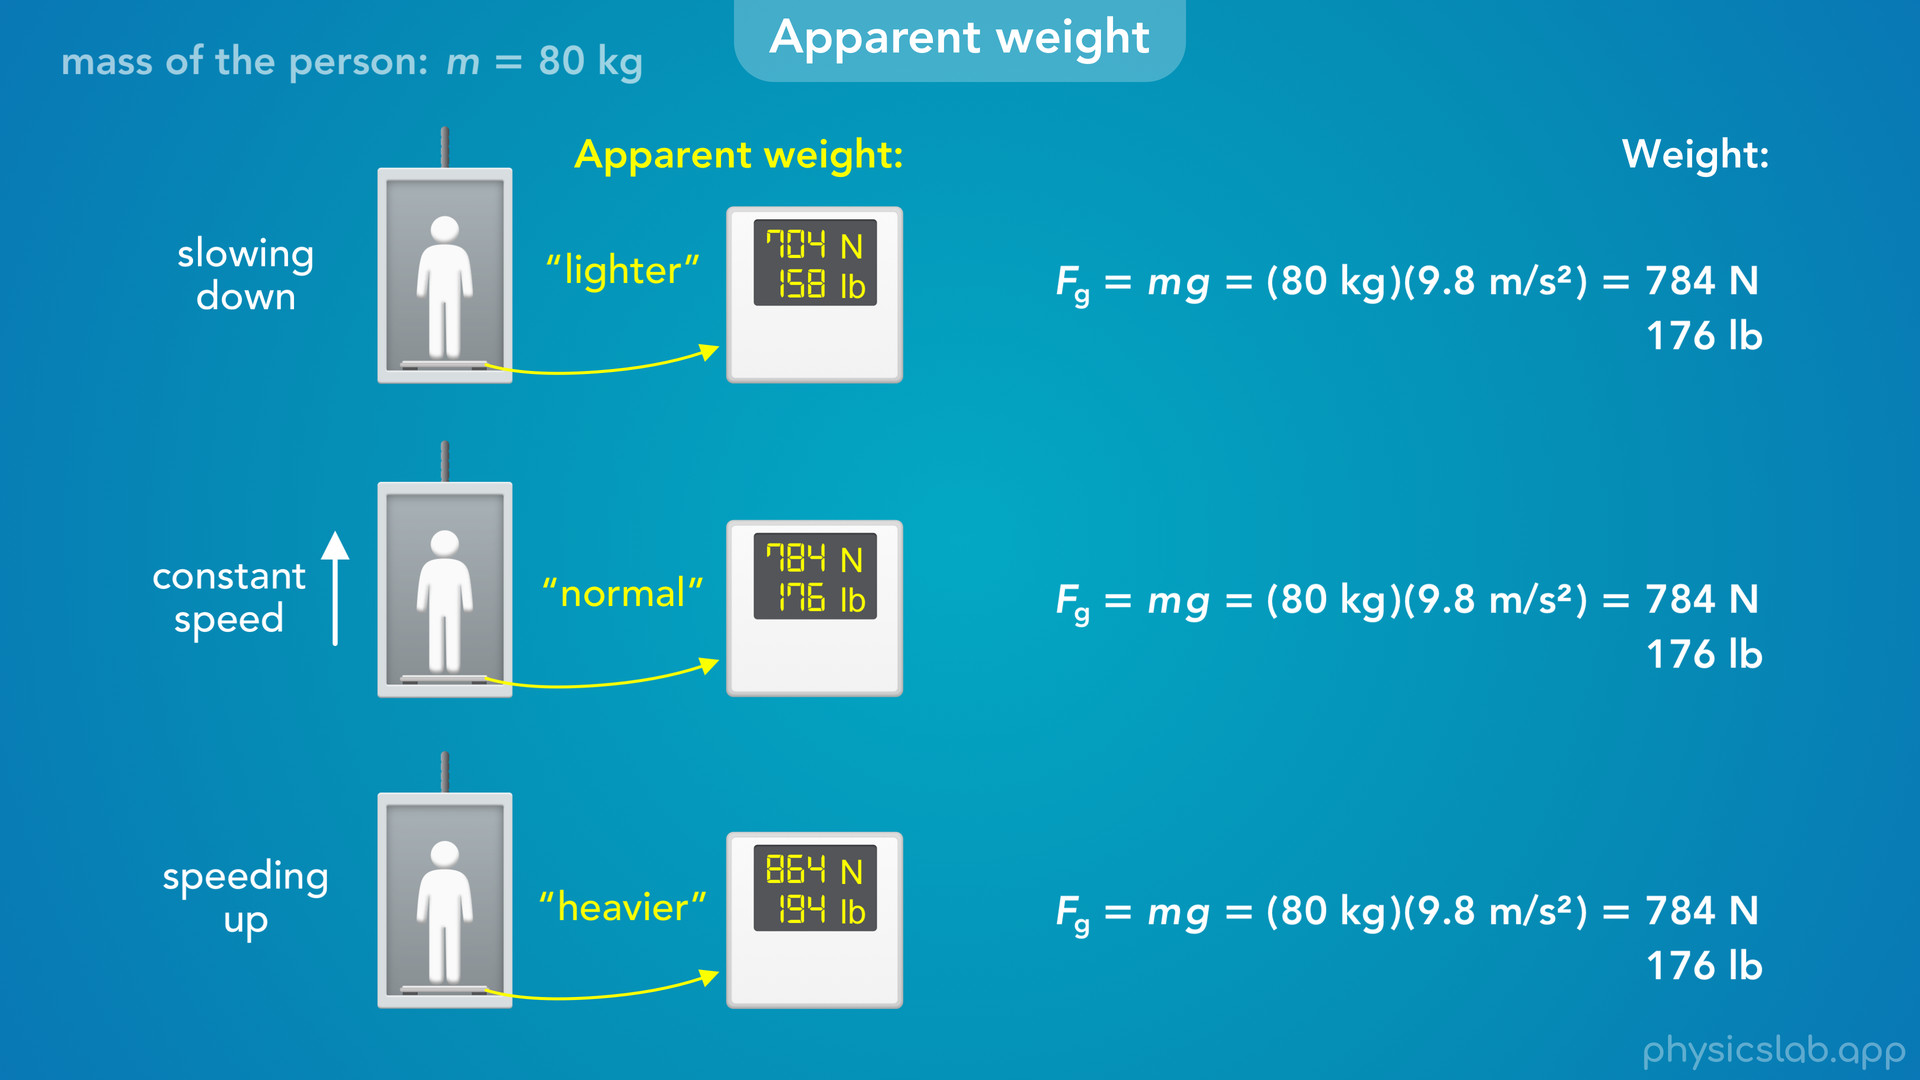 Apparent weight
mass of the person: m = 80 kg
Apparent weight:
Weight:
slowing
down
“lighter”
704 N
158 lb
Fg = mg = (80 kg)(9.8 m/s²) = 784 N
176 lb
constant
speed
“normal”
784 N
176 lb
Fg = mg = (80 kg)(9.8 m/s²) = 784 N
176 lb
speeding
up
“heavier”
864 N
194 lb
Fg = mg = (80 kg)(9.8 m/s²) = 784 N
176 lb
physicslab.app